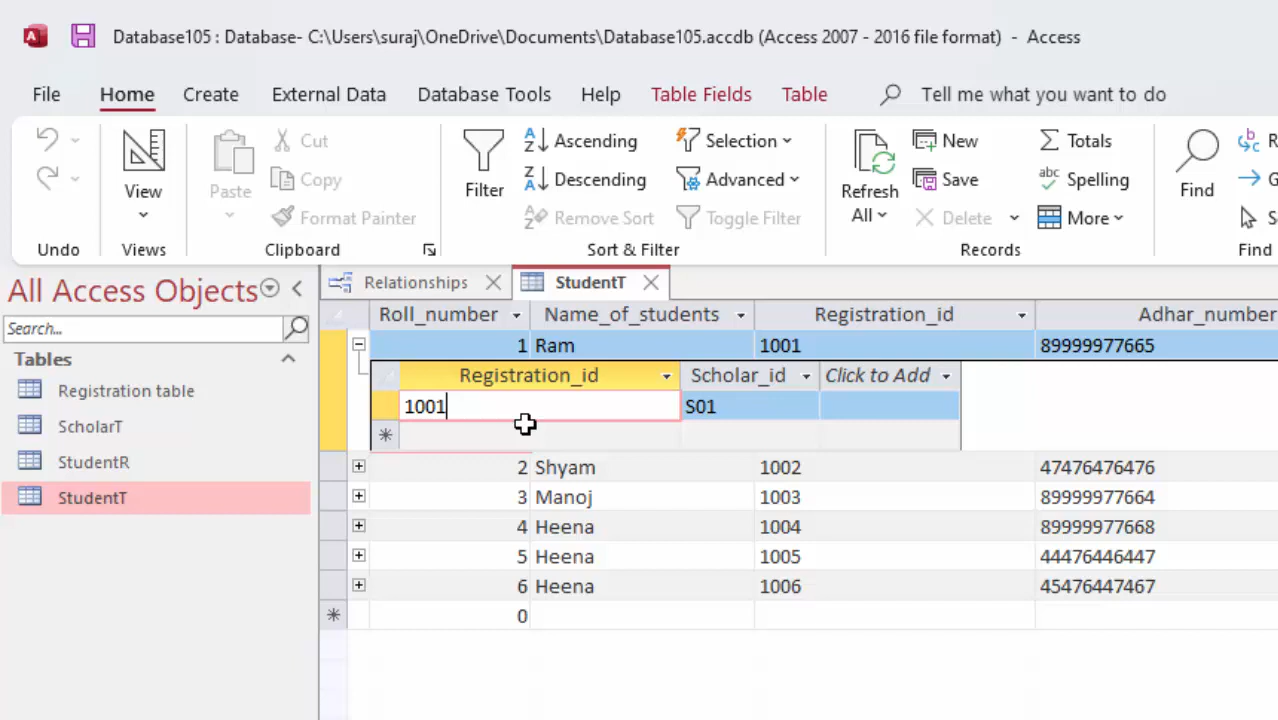 Database105 : Database- C:\Users\suraj\OneDrive\Documents\Database105.accdb (Access 2007 - 2016 file format) - Access
File Home Create External Data Database Tools Help Table Fields Table Tell me what you want to do
Cut Ascending Selection New Totals
View Paste Copy Filter Descending Advanced Refresh All Save Spelling Find
Format Painter Remove Sort Toggle Filter Delete More
Undo Views Clipboard Sort & Filter Records Find
All Access Objects
Relationships StudentT
Search...
Tables
Registration table
ScholarT
StudentR
StudentT
Roll_number Name_of_students Registration_id Adhar_number
1 Ram 1001 89999977665
Registration_id Scholar_id Click to Add
1001 S01
2 Shyam 1002 47476476476
3 Manoj 1003 89999977664
4 Heena 1004 89999977668
5 Heena 1005 44476446447
6 Heena 1006 45476447467
0